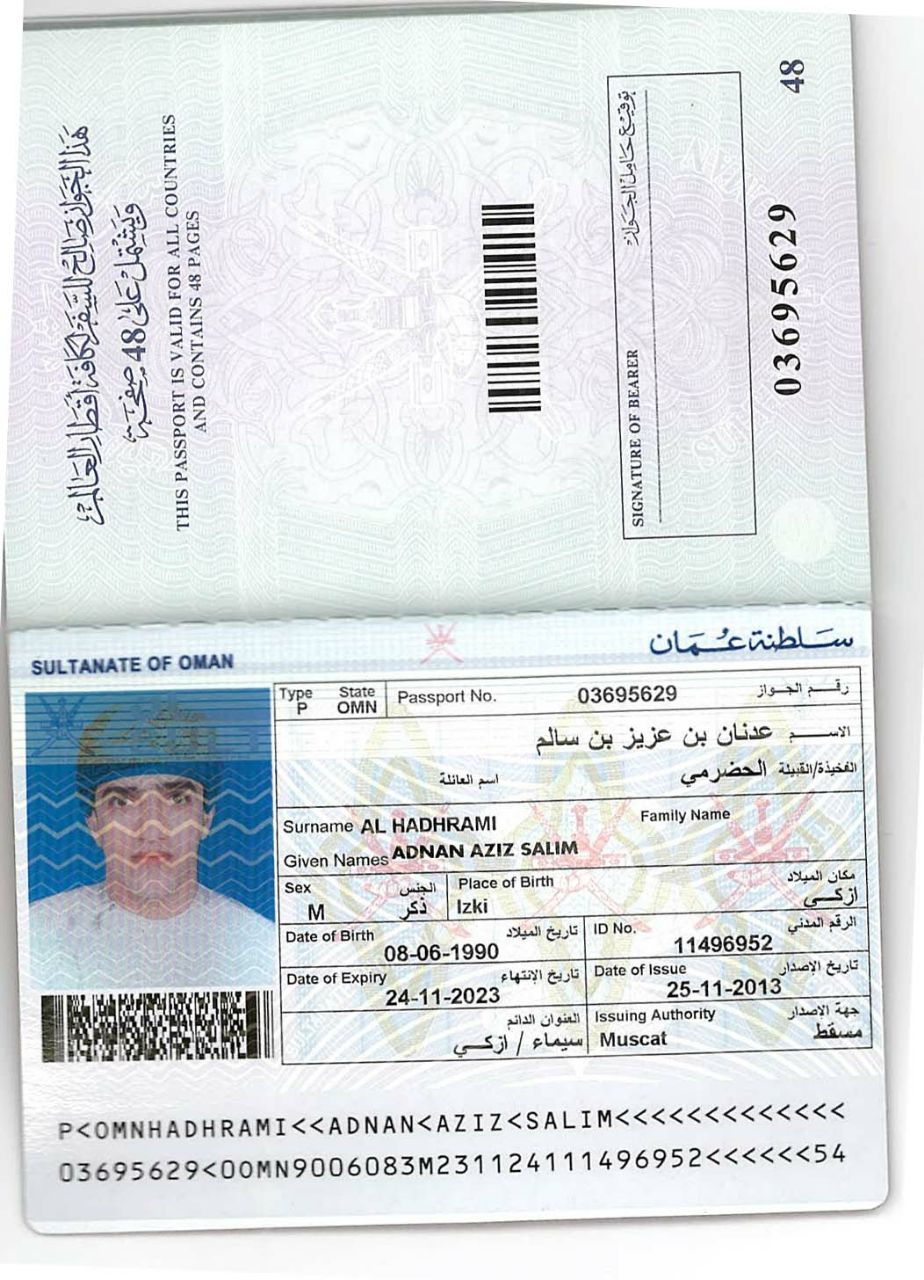 هذا الجواز صالح للسفر لكافة أقطار العالم
ويشتمل على 48 صفحة
THIS PASSPORT IS VALID FOR ALL COUNTRIES
AND CONTAINS 48 PAGES
توقيع حامل الجواز
SIGNATURE OF BEARER
03695629
48
SULTANATE OF OMAN سلطنة عمان
Type State Passport No. 03695629 رقم الجواز
P OMN
الاسم عدنان بن عزيز بن سالم
الفخيذة/القبيلة الحضرمي اسم العائلة
Surname AL HADHRAMI Family Name
Given Names ADNAN AZIZ SALIM
Sex الجنس Place of Birth مكان الميلاد
M ذكر Izki ازكي
Date of Birth تاريخ الميلاد ID No. الرقم المدني
08-06-1990 11496952
Date of Expiry تاريخ الإنتهاء Date of Issue تاريخ الاصدار
24-11-2023 25-11-2013
العنوان الدائم Issuing Authority جهة الاصدار
سيماء / ازكي Muscat مسقط
P<OMNHADHRAMI<<ADNAN<AZIZ<SALIM<<<<<<<<<<<<<
03695629<0OMN9006083M231124111496952<<<<<<54